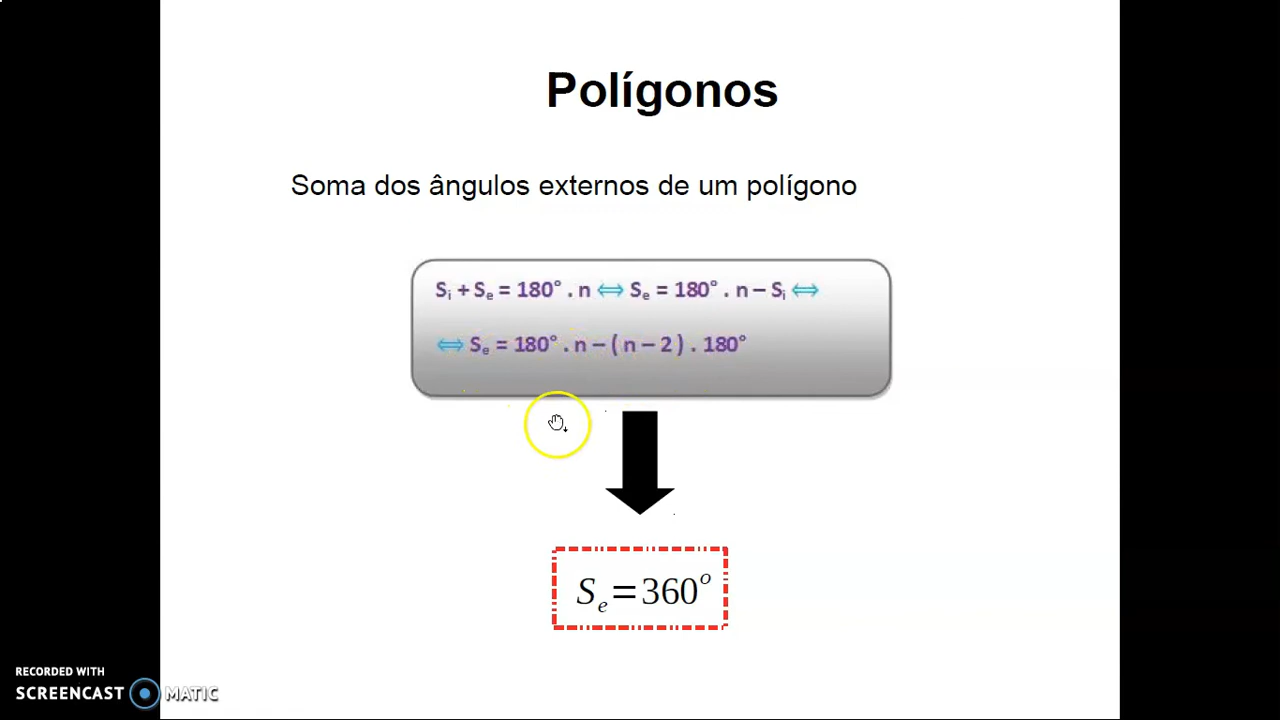 Polígonos
Soma dos ângulos externos de um polígono
Sᵢ + Sₑ = 180° . n ⇔ Sₑ = 180° . n – Sᵢ ⇔
⇔ Sₑ = 180° . n – ( n – 2 ) . 180°
Sₑ=360º
RECORDED WITH
SCREENCAST MATIC